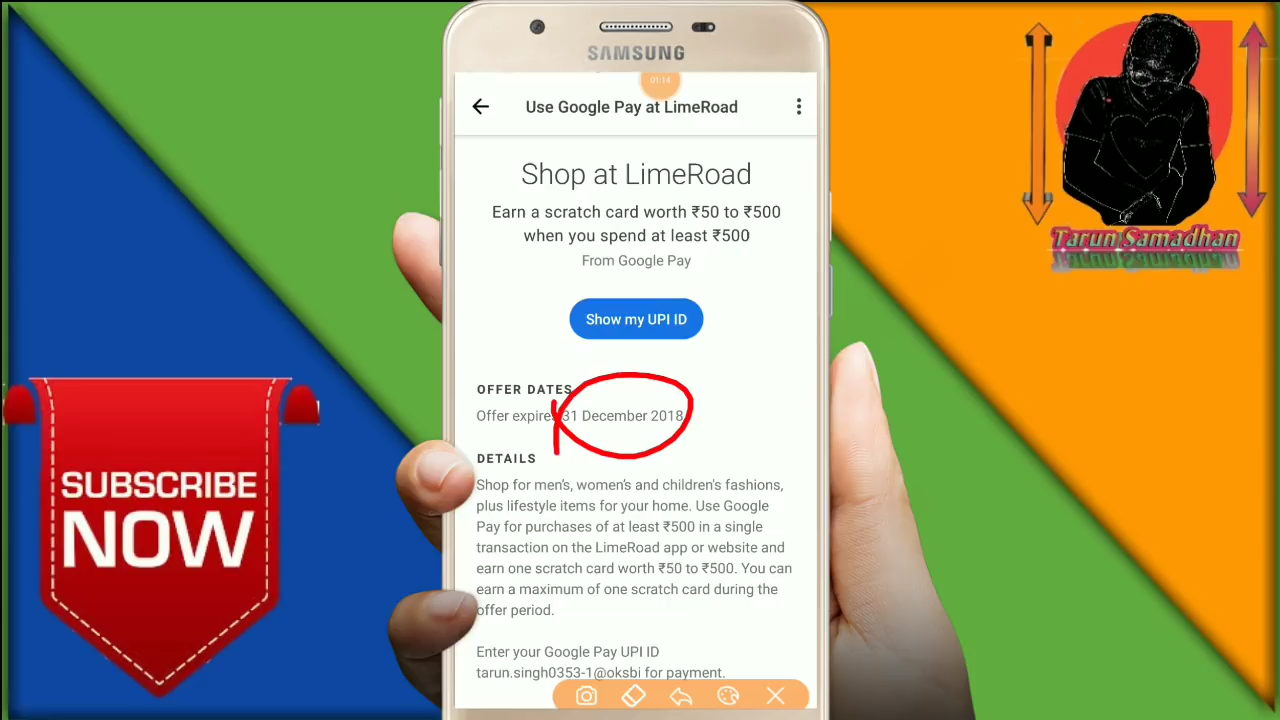 SAMSUNG
01:14
Use Google Pay at LimeRoad
Shop at LimeRoad
Earn a scratch card worth ₹50 to ₹500
when you spend at least ₹500
From Google Pay
Show my UPI ID
OFFER DATES
Offer expires 31 December 2018
DETAILS
Shop for men's, women's and children's fashions,
plus lifestyle items for your home. Use Google
Pay for purchases of at least ₹500 in a single
transaction on the LimeRoad app or website and
earn one scratch card worth ₹50 to ₹500. You can
earn a maximum of one scratch card during the
offer period.
Enter your Google Pay UPI ID
tarun.singh0353-1@oksbi for payment.
Tarun Samadhan
SUBSCRIBE
NOW